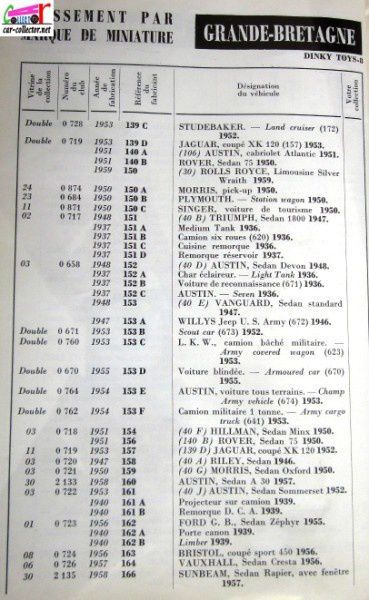 COLLECTOR
car-collector.net
SSEMENT PAR
MARQUE DE MINIATURE
GRANDE-BRETAGNE
DINKY TOYS-B
Vitrine de la collection
Numéro du club
Année de fabrication
Référence du fabricant
Désignation du véhicule
Votre collection
Double 0 728 1953 139 C STUDEBAKER. — Land cruiser (172) 1952.
Double 0 719 1953 139 D JAGUAR, coupé XK 120 (157) 1953.
1951 140 A (106) AUSTIN, cabriolet Atlantic 1951.
1951 140 B ROVER, Sedan 75 1950.
1959 150 (30) ROLLS ROYCE, Limousine Silver Wraith 1959.
24 0 874 1950 150 A MORRIS, pick-up 1950.
23 0 684 1950 150 B PLYMOUTH. — Station wagon 1950.
11 0 871 1950 150 C SINGER, voiture de tourisme 1950.
02 0 717 1948 151 (40 B) TRIUMPH, Sedan 1800 1947.
1937 151 A Medium Tank 1936.
1937 151 B Camion six roues (620) 1936.
1937 151 C Cuisine remorque 1936.
1937 151 D Remorque réservoir 1937.
03 0 658 1948 152 (40 D) AUSTIN, Sedan Devon 1948.
1937 152 A Char éclaireur. — Light Tank 1936.
1937 152 B Voiture de reconnaissance (671) 1936.
1937 152 C AUSTIN. — Seven 1936.
1948 153 (40 E) VANGUARD, Sedan standard 1947.
1947 153 A WILLYS Jeep U. S. Army (672) 1946.
Double 0 671 1953 153 B Scout car (673) 1952.
Double 0 760 1953 153 C L. K. W., camion bâché militaire. — Army covered wagon (623) 1953.
Double 0 670 1955 153 D Voiture blindée. — Armoured car (670) 1955.
Double 0 764 1954 153 E AUSTIN, voiture tous terrains. — Champ Army vehicle (674) 1953.
Double 0 762 1954 153 F Camion militaire 1 tonne. — Army cargo truck (641) 1953.
03 0 718 1951 154 (40 F) HILLMAN, Sedan Minx 1950.
1951 156 (140 B) ROVER, Sedan 75 1950.
11 0 719 1953 157 (139 D) JAGUAR, coupé XK 120 1952.
03 0 720 1947 158 (40 A) RILEY, Sedan 1946.
03 0 721 1950 159 (40 G) MORRIS, Sedan Oxford 1950.
30 2 133 1958 160 AUSTIN, Sedan A 30 1957.
03 0 722 1953 161 (40 J) AUSTIN, Sedan Sommerset 1952.
1940 161 A Projecteur sur camion 1939.
1940 161 B Remorque D. C. A. 1939.
01 0 723 1956 162 FORD G. B., Sedan Zéphyr 1955.
1940 162 A Porte canon 1939.
1940 162 B Limber 1939.
08 0 724 1956 163 BRISTOL, coupé sport 450 1956.
06 0 726 1957 164 VAUXHALL, Sedan Cresta 1956.
30 2 135 1958 166 SUNBEAM, Sedan Rapier, avec fenêtre 1957.